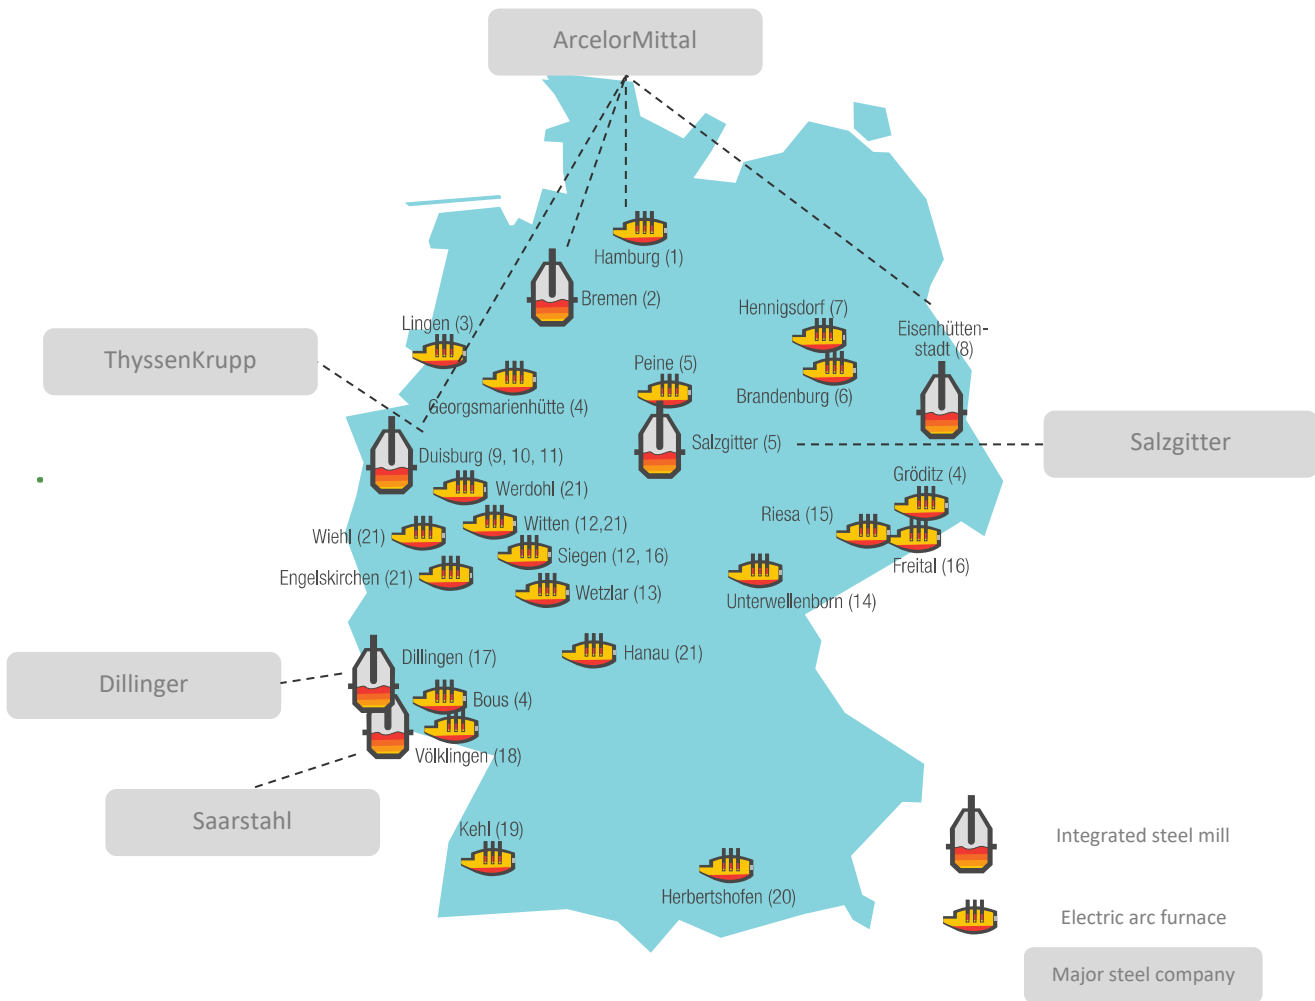 ArcelorMittal
Hamburg (1)
Bremen (2)
Hennigsdorf (7)
Lingen (3)
Eisenhütten-
stadt (8)
ThyssenKrupp
Peine (5)
Brandenburg (6)
Georgsmarienhütte (4)
Salzgitter (5)
Salzgitter
Duisburg (9, 10, 11)
Gröditz (4)
Werdohl (21)
Riesa (15)
Witten (12,21)
Wiehl (21)
Siegen (12, 16)
Freital (16)
Engelskirchen (21)
Wetzlar (13)
Unterwellenborn (14)
Hanau (21)
Dillingen (17)
Dillinger
Bous (4)
Völklingen (18)
Saarstahl
Kehl (19)
Integrated steel mill
Herbertshofen (20)
Electric arc furnace
Major steel company